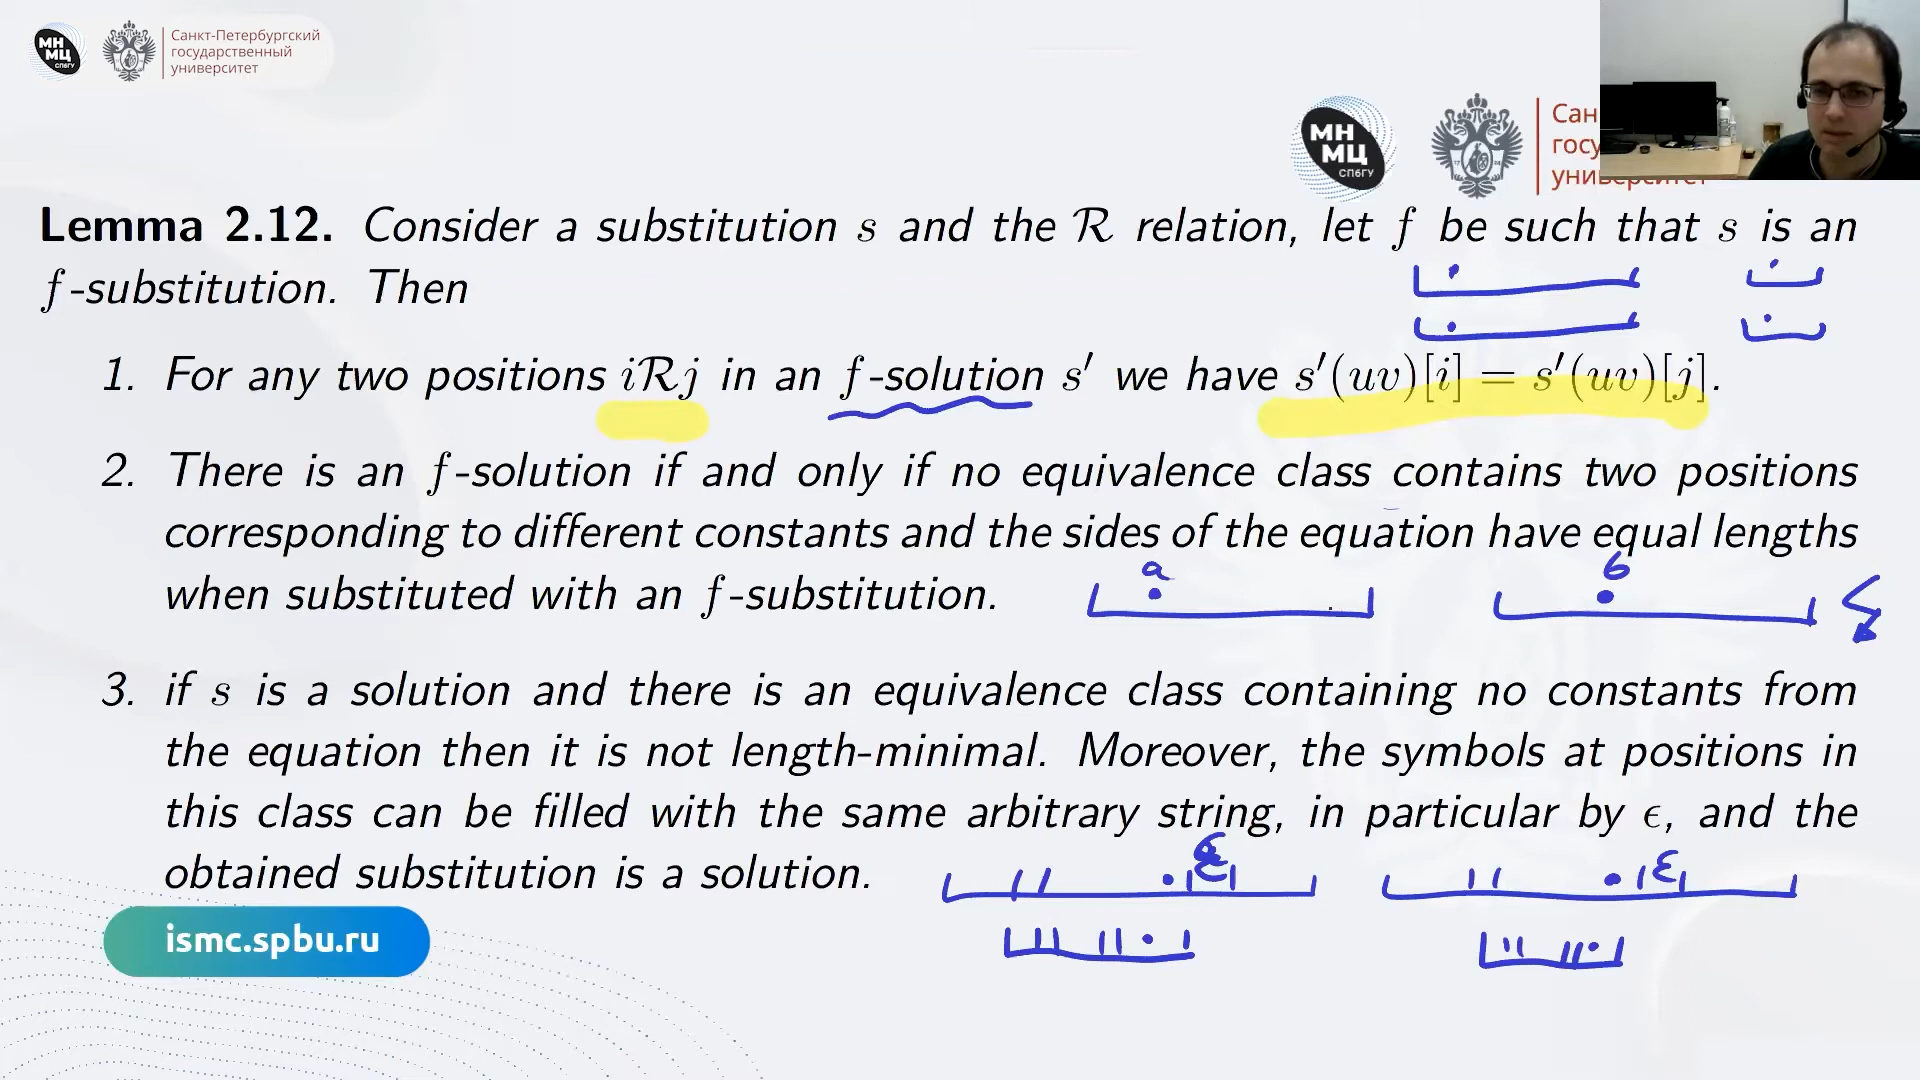 МН
МЦ
СПбГУ
Санкт-Петербургский
государственный
университет
МН
МЦ
СПбГУ
Сан
госу
университет
Lemma 2.12. Consider a substitution s and the ℛ relation, let f be such that s is an
f-substitution. Then
1. For any two positions iℛj in an f-solution s′ we have s′(uv)[i] = s′(uv)[j].
2. There is an f-solution if and only if no equivalence class contains two positions
corresponding to different constants and the sides of the equation have equal lengths
when substituted with an f-substitution.
a
b
3. if s is a solution and there is an equivalence class containing no constants from
the equation then it is not length-minimal. Moreover, the symbols at positions in
this class can be filled with the same arbitrary string, in particular by ϵ, and the
obtained substitution is a solution.
ε
ε
ismc.spbu.ru